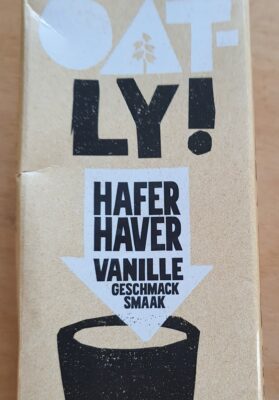 OAT-
LY!
HAFER
HAVER
VANILLE
GESCHMACK
SMAAK